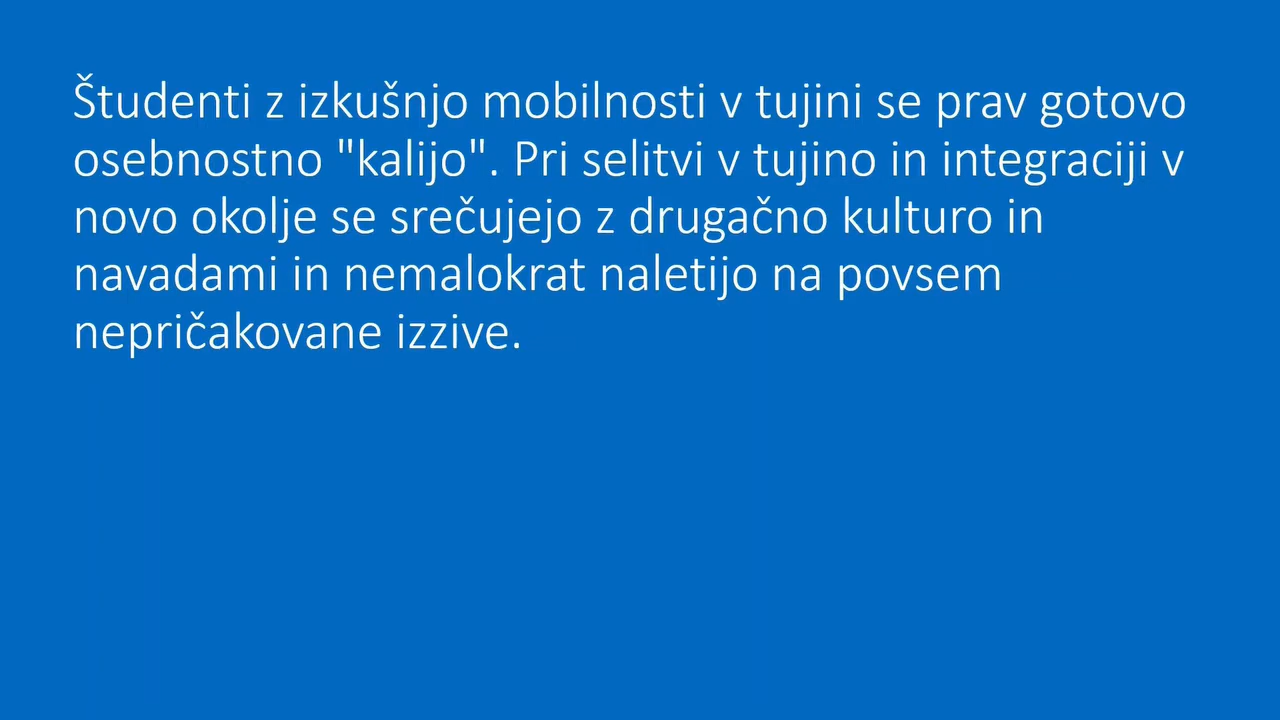 Študenti z izkušnjo mobilnosti v tujini se prav gotovo
osebnostno "kalijo". Pri selitvi v tujino in integraciji v
novo okolje se srečujejo z drugačno kulturo in
navadami in nemalokrat naletijo na povsem
nepričakovane izzive.